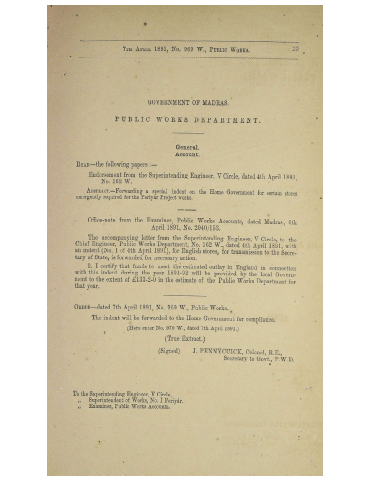 7TH APRIL 1891, NO. 969 W., PUBLIC WORKS. 23
GOVERNMENT OF MADRAS.
PUBLIC WORKS DEPARTMENT.
General.
Account.
READ—the following papers :—
Endorsement from the Superintending Engineer, V Circle, dated 4th April 1891,
No. 162 W.
ABSTRACT.—Forwarding a special indent on the Home Government for certain stores
urgently required for the Periyár Project works.
Office-note from the Examiner, Public Works Accounts, dated Madras, 6th
April 1891, No. 2040/153.
The accompanying letter from the Superintending Engineer, V Circle, to the
Chief Engineer, Public Works Department, No. 162 W., dated 4th April 1891, with
an indent (No. 1 of 4th April 1891), for English stores, for transmission to the Secre-
tary of State, is forwarded for necessary action.
2. I certify that funds to meet the estimated outlay in England in connection
with this indent during the year 1891-92 will be provided by the local Govern-
ment to the extent of £133-2-0 in the estimate of the Public Works Department for
that year.
ORDER—dated 7th April 1891, No. 969 W., Public Works.
The indent will be forwarded to the Home Government for compliance.
(Here enter No. 970 W., dated 7th April 1891.)
(True Extract.)
(Signed) J. PENNYCUICK, Colonel, R.E.,
Secretary to Govt., P.W.D.
To the Superintending Engineer, V Circle.
„ Superintendent of Works, No. 1 Periyár.
„ Examiner, Public Works Accounts.